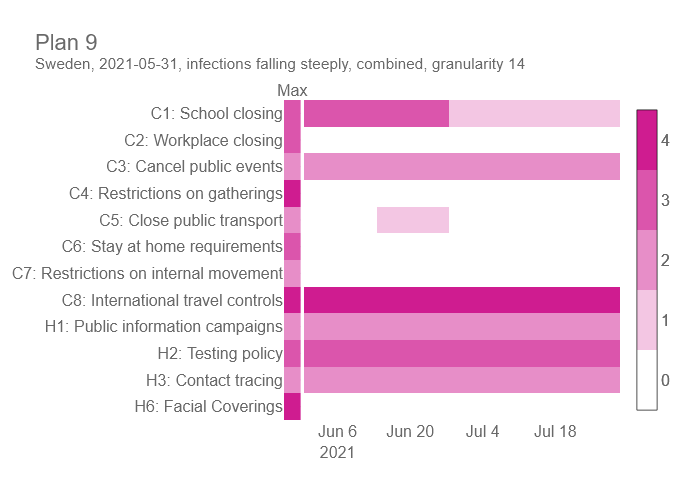 Plan 9
Sweden, 2021-05-31, infections falling steeply, combined, granularity 14
Max
C1: School closing
C2: Workplace closing
C3: Cancel public events
C4: Restrictions on gatherings
C5: Close public transport
C6: Stay at home requirements
C7: Restrictions on internal movement
C8: International travel controls
H1: Public information campaigns
H2: Testing policy
H3: Contact tracing
H6: Facial Coverings
4
3
2
1
0
Jun 6 Jun 20 Jul 4 Jul 18
2021